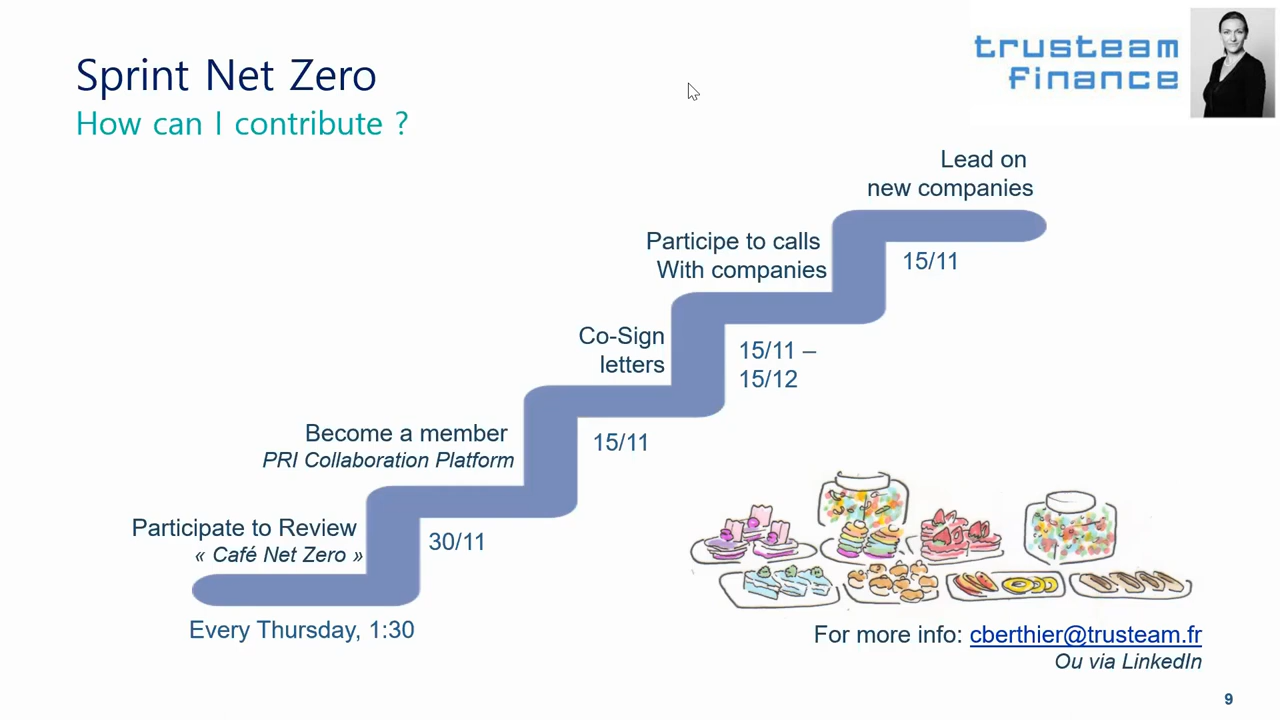 Sprint Net Zero
How can I contribute ?
trusteam
finance
Lead on
new companies
15/11
Participe to calls
With companies
15/11 –
15/12
Co-Sign
letters
15/11
Become a member
PRI Collaboration Platform
30/11
Participate to Review
« Café Net Zero »
Every Thursday, 1:30
For more info: cberthier@trusteam.fr
Ou via LinkedIn
9